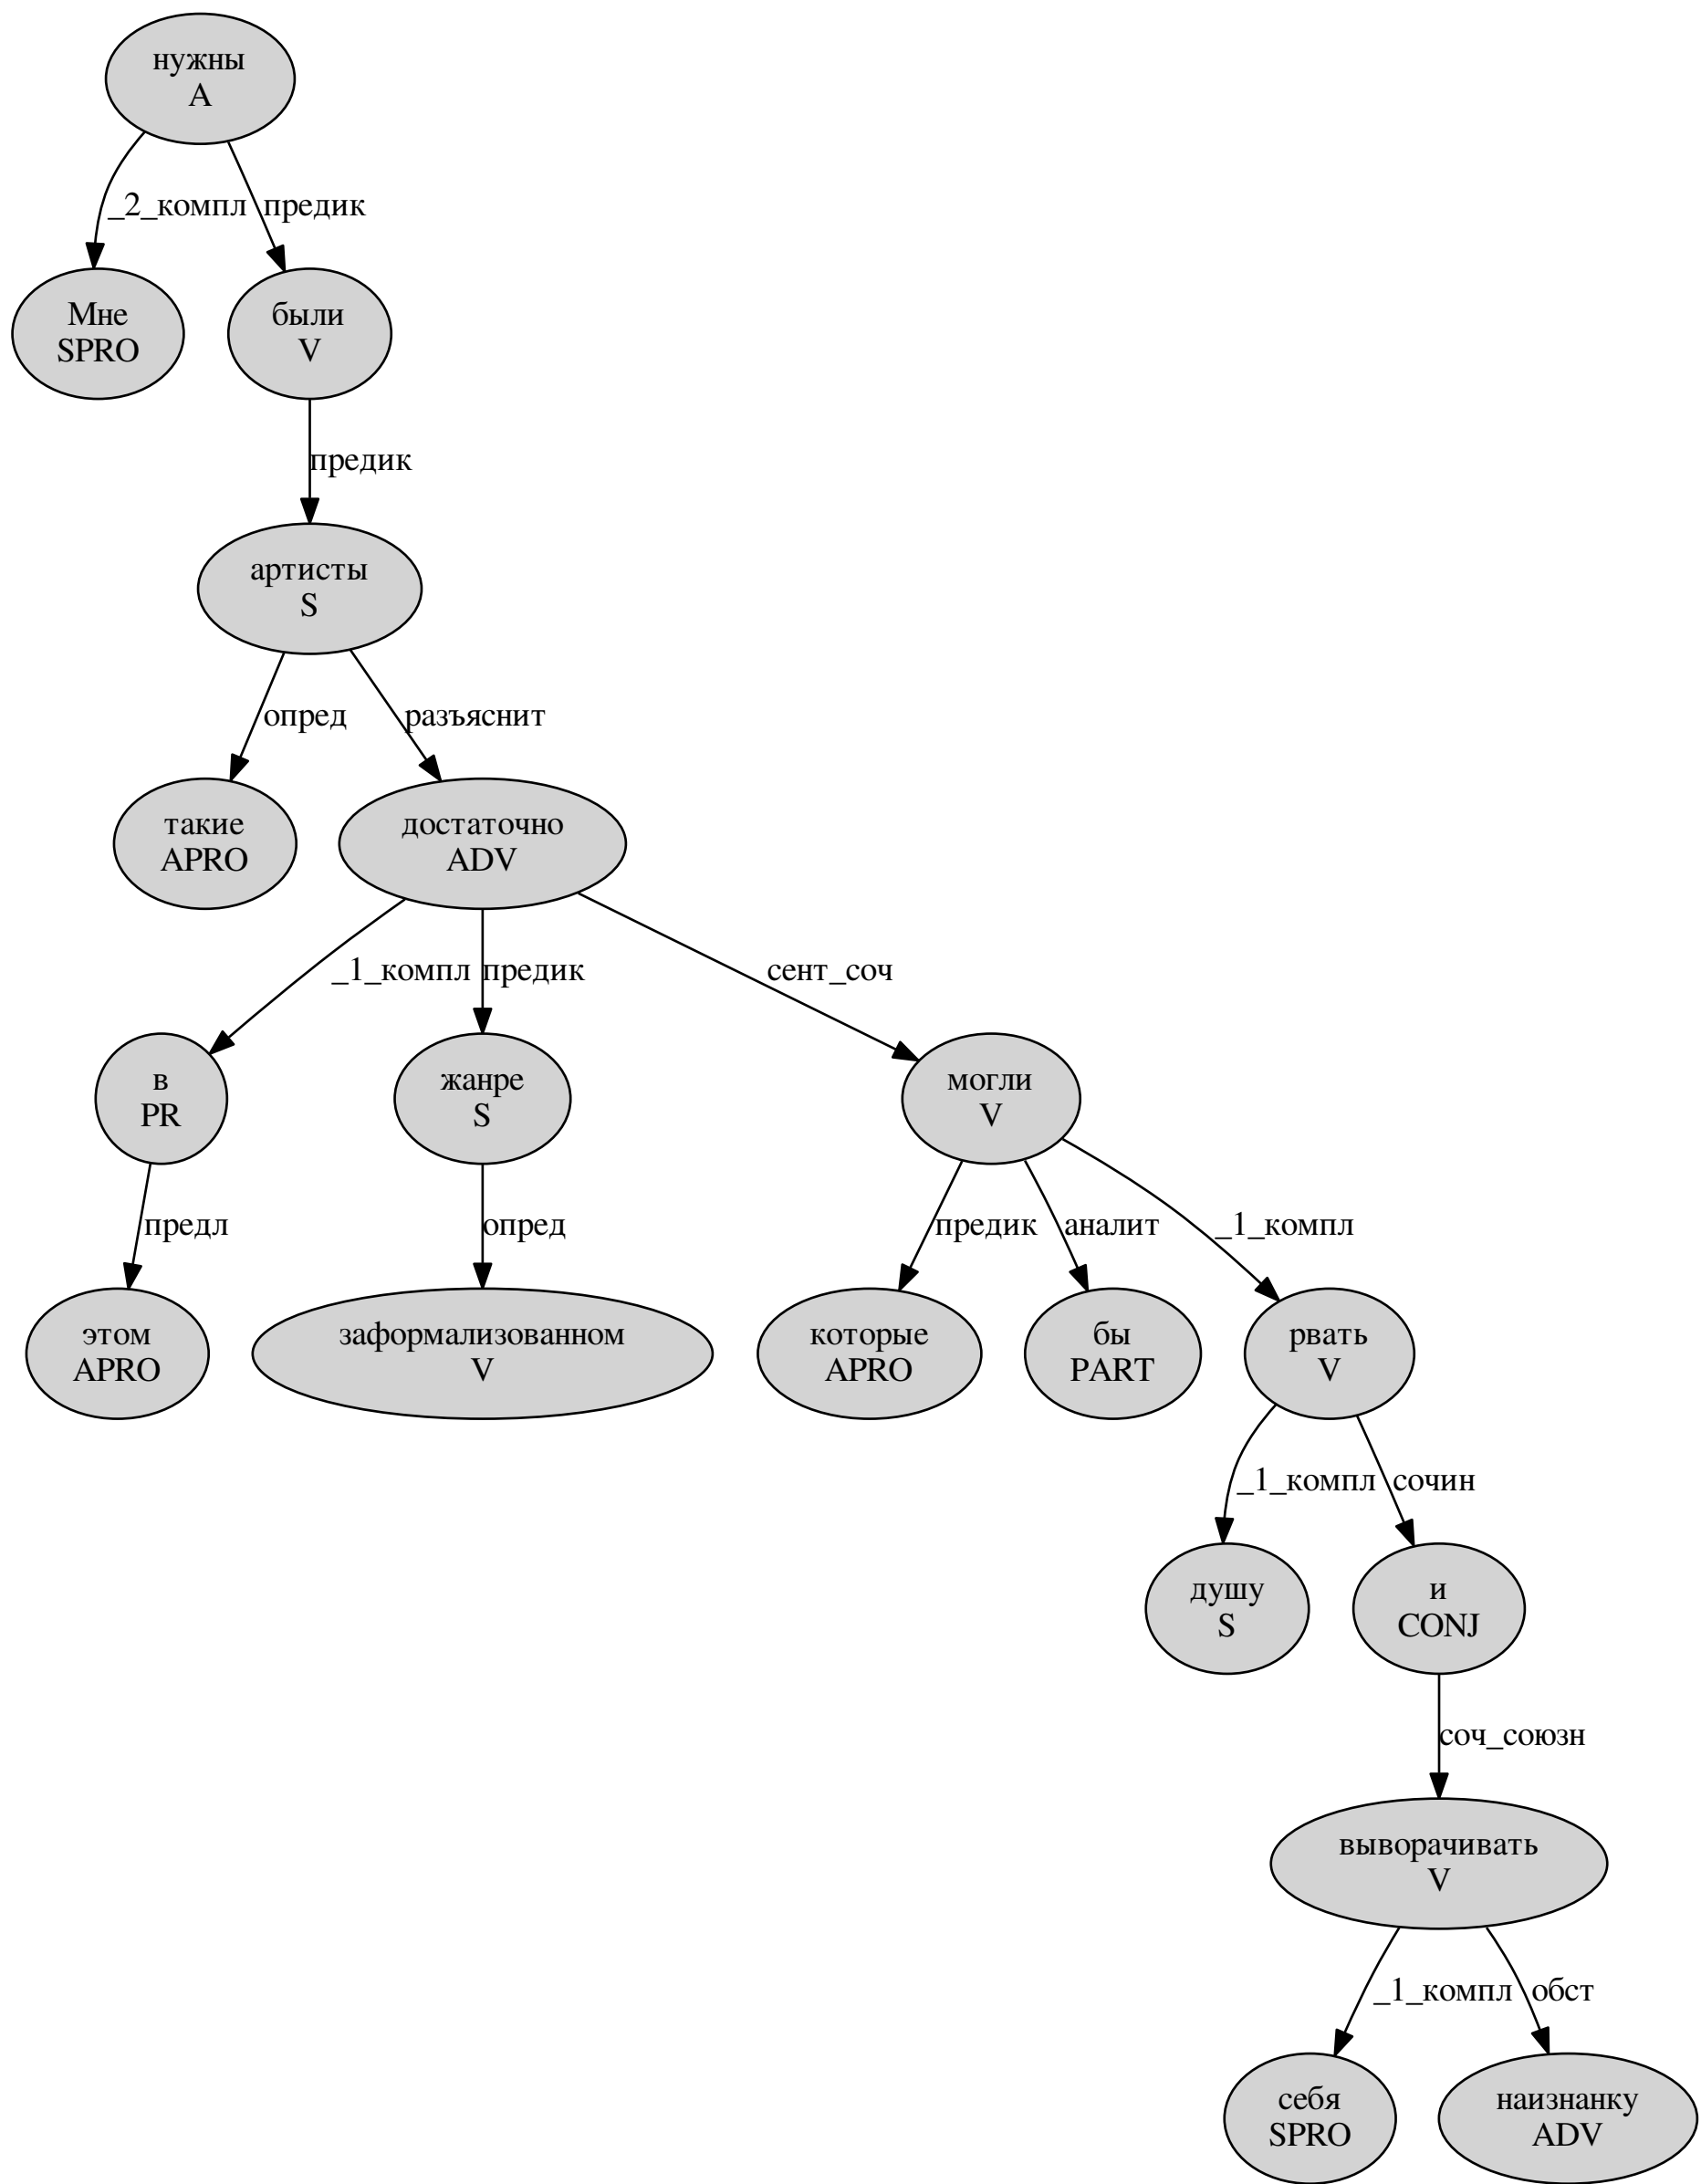 нужны
A
_2_компл
предик
Мне
SPRO
были
V
предик
артисты
S
опред
разъяснит
такие
APRO
достаточно
ADV
_1_компл
предик
сент_соч
в
PR
жанре
S
могли
V
предл
опред
предик
аналит
_1_компл
этом
APRO
заформализованном
V
которые
APRO
бы
PART
рвать
V
_1_компл
сочин
душу
S
и
CONJ
соч_союзн
выворачивать
V
_1_компл
обст
себя
SPRO
наизнанку
ADV